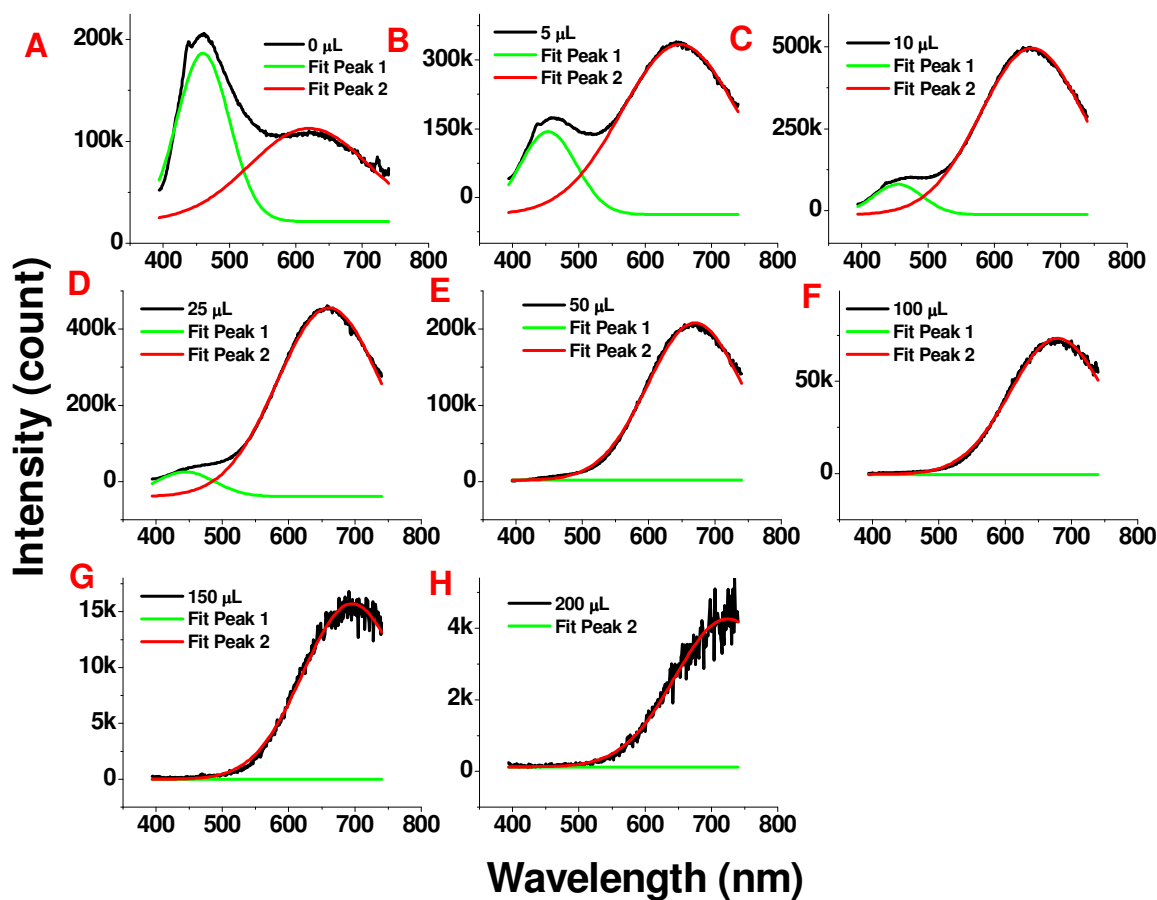 A
200k
100k
0
0 µL
Fit Peak 1
Fit Peak 2
400 500 600 700 800
B
300k
150k
0
5 µL
Fit Peak 1
Fit Peak 2
400 500 600 700 800
C
500k
250k
0
10 µL
Fit Peak 1
Fit Peak 2
400 500 600 700 800
Intensity (count)
D
400k
200k
0
25 µL
Fit Peak 1
Fit Peak 2
400 500 600 700 800
E
200k
100k
0
50 µL
Fit Peak 1
Fit Peak 2
400 500 600 700 800
F
50k
0
100 µL
Fit Peak 1
Fit Peak 2
400 500 600 700 800
G
15k
10k
5k
0
150 µL
Fit Peak 1
Fit Peak 2
400 500 600 700 800
H
4k
2k
0
200 µL
Fit Peak 2
400 500 600 700 800
Wavelength (nm)